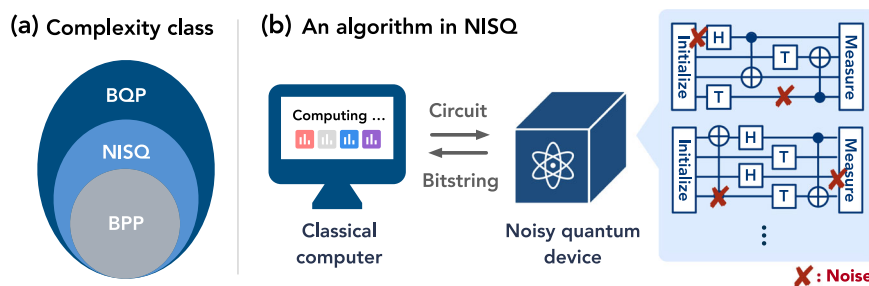 (a) Complexity class
BQP
NISQ
BPP
(b) An algorithm in NISQ
Computing ...
Classical
computer
Circuit
Bitstring
Noisy quantum
device
Initialize
H
T
T
Measure
Initialize
H
T
H
T
Measure
: Noise